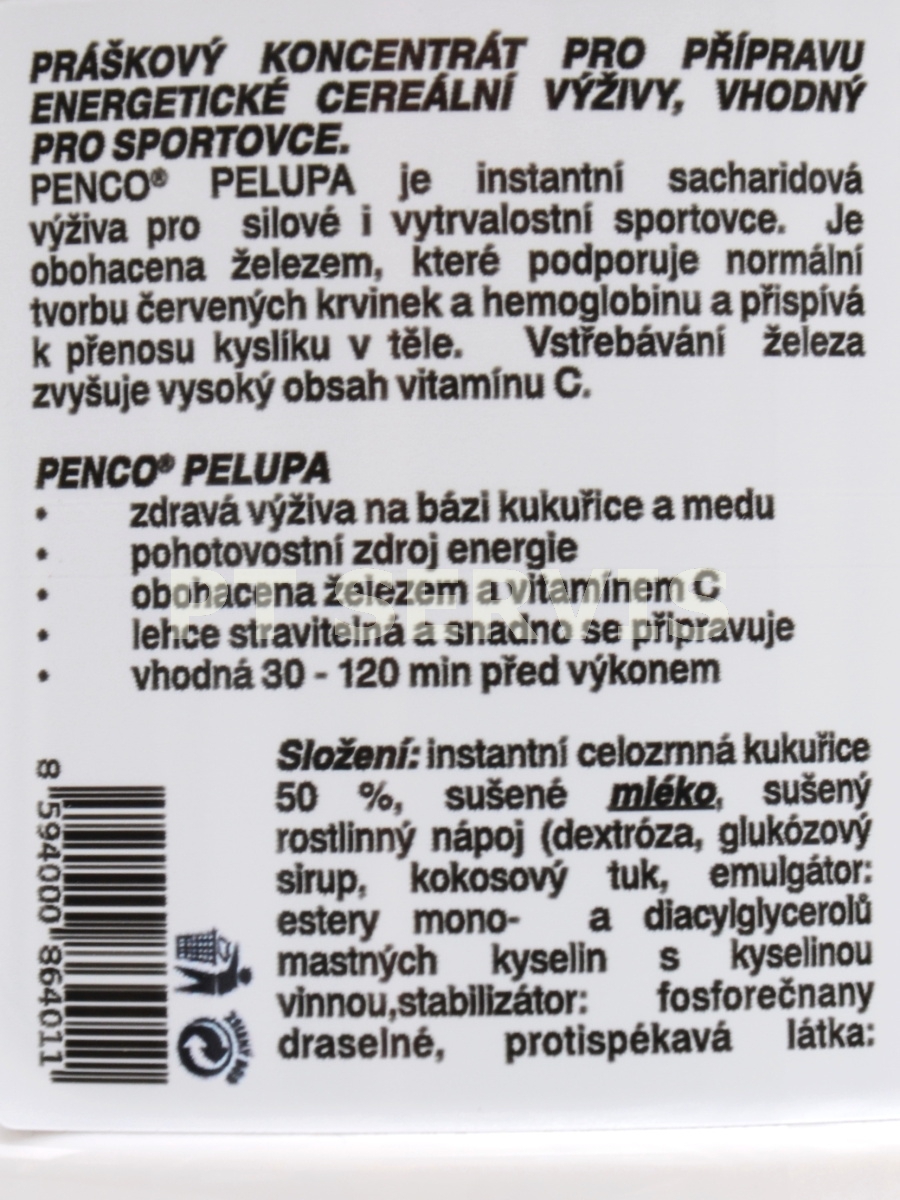 PRÁŠKOVÝ KONCENTRÁT PRO PŘÍPRAVU
ENERGETICKÉ CEREÁLNÍ VÝŽIVY, VHODNÝ
PRO SPORTOVCE.
PENCO® PELUPA je instantní sacharidová
výživa pro silové i vytrvalostní sportovce. Je
obohacena železem, které podporuje normální
tvorbu červených krvinek a hemoglobinu a přispívá
k přenosu kyslíku v těle. Vstřebávání železa
zvyšuje vysoký obsah vitamínu C.
PENCO® PELUPA
• zdravá výživa na bázi kukuřice a medu
• pohotovostní zdroj energie
• obohacena železem a vitamínem C
• lehce stravitelná a snadno se připravuje
• vhodná 30 - 120 min před výkonem
PT SERVIS
Složení: instantní celozrnná kukuřice
50 %, sušené mléko, sušený
rostlinný nápoj (dextróza, glukózový
sirup, kokosový tuk, emulgátor:
estery mono- a diacylglycerolů
mastných kyselin s kyselinou
vinnou,stabilizátor: fosforečnany
draselné, protispékavá látka:
8 594000 864011